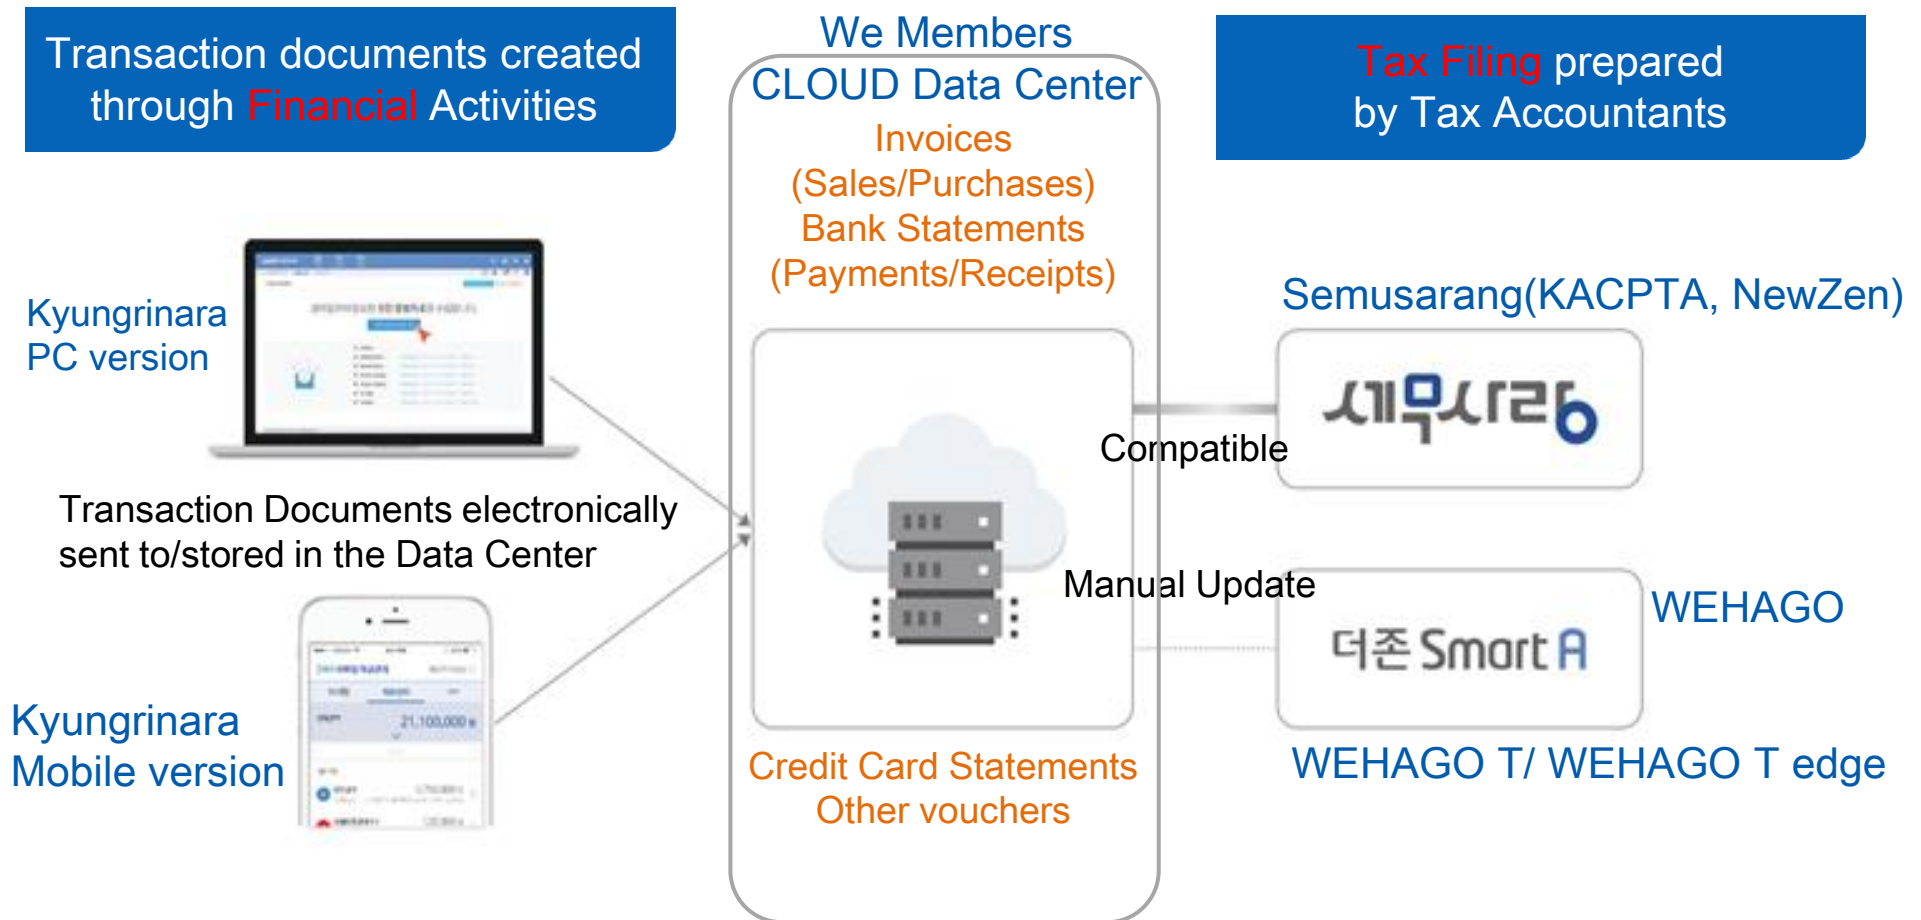 Transaction documents created
through Financial Activities
We Members
CLOUD Data Center
Invoices
(Sales/Purchases)
Bank Statements
(Payments/Receipts)
Tax Filing prepared
by Tax Accountants
Kyungrinara
PC version
Semusarang(KACPTA, NewZen)
세무사랑
Compatible
Transaction Documents electronically
sent to/stored in the Data Center
Manual Update
WEHAGO
더존 Smart A
21,100,000
Kyungrinara
Mobile version
Credit Card Statements
Other vouchers
WEHAGO T/ WEHAGO T edge